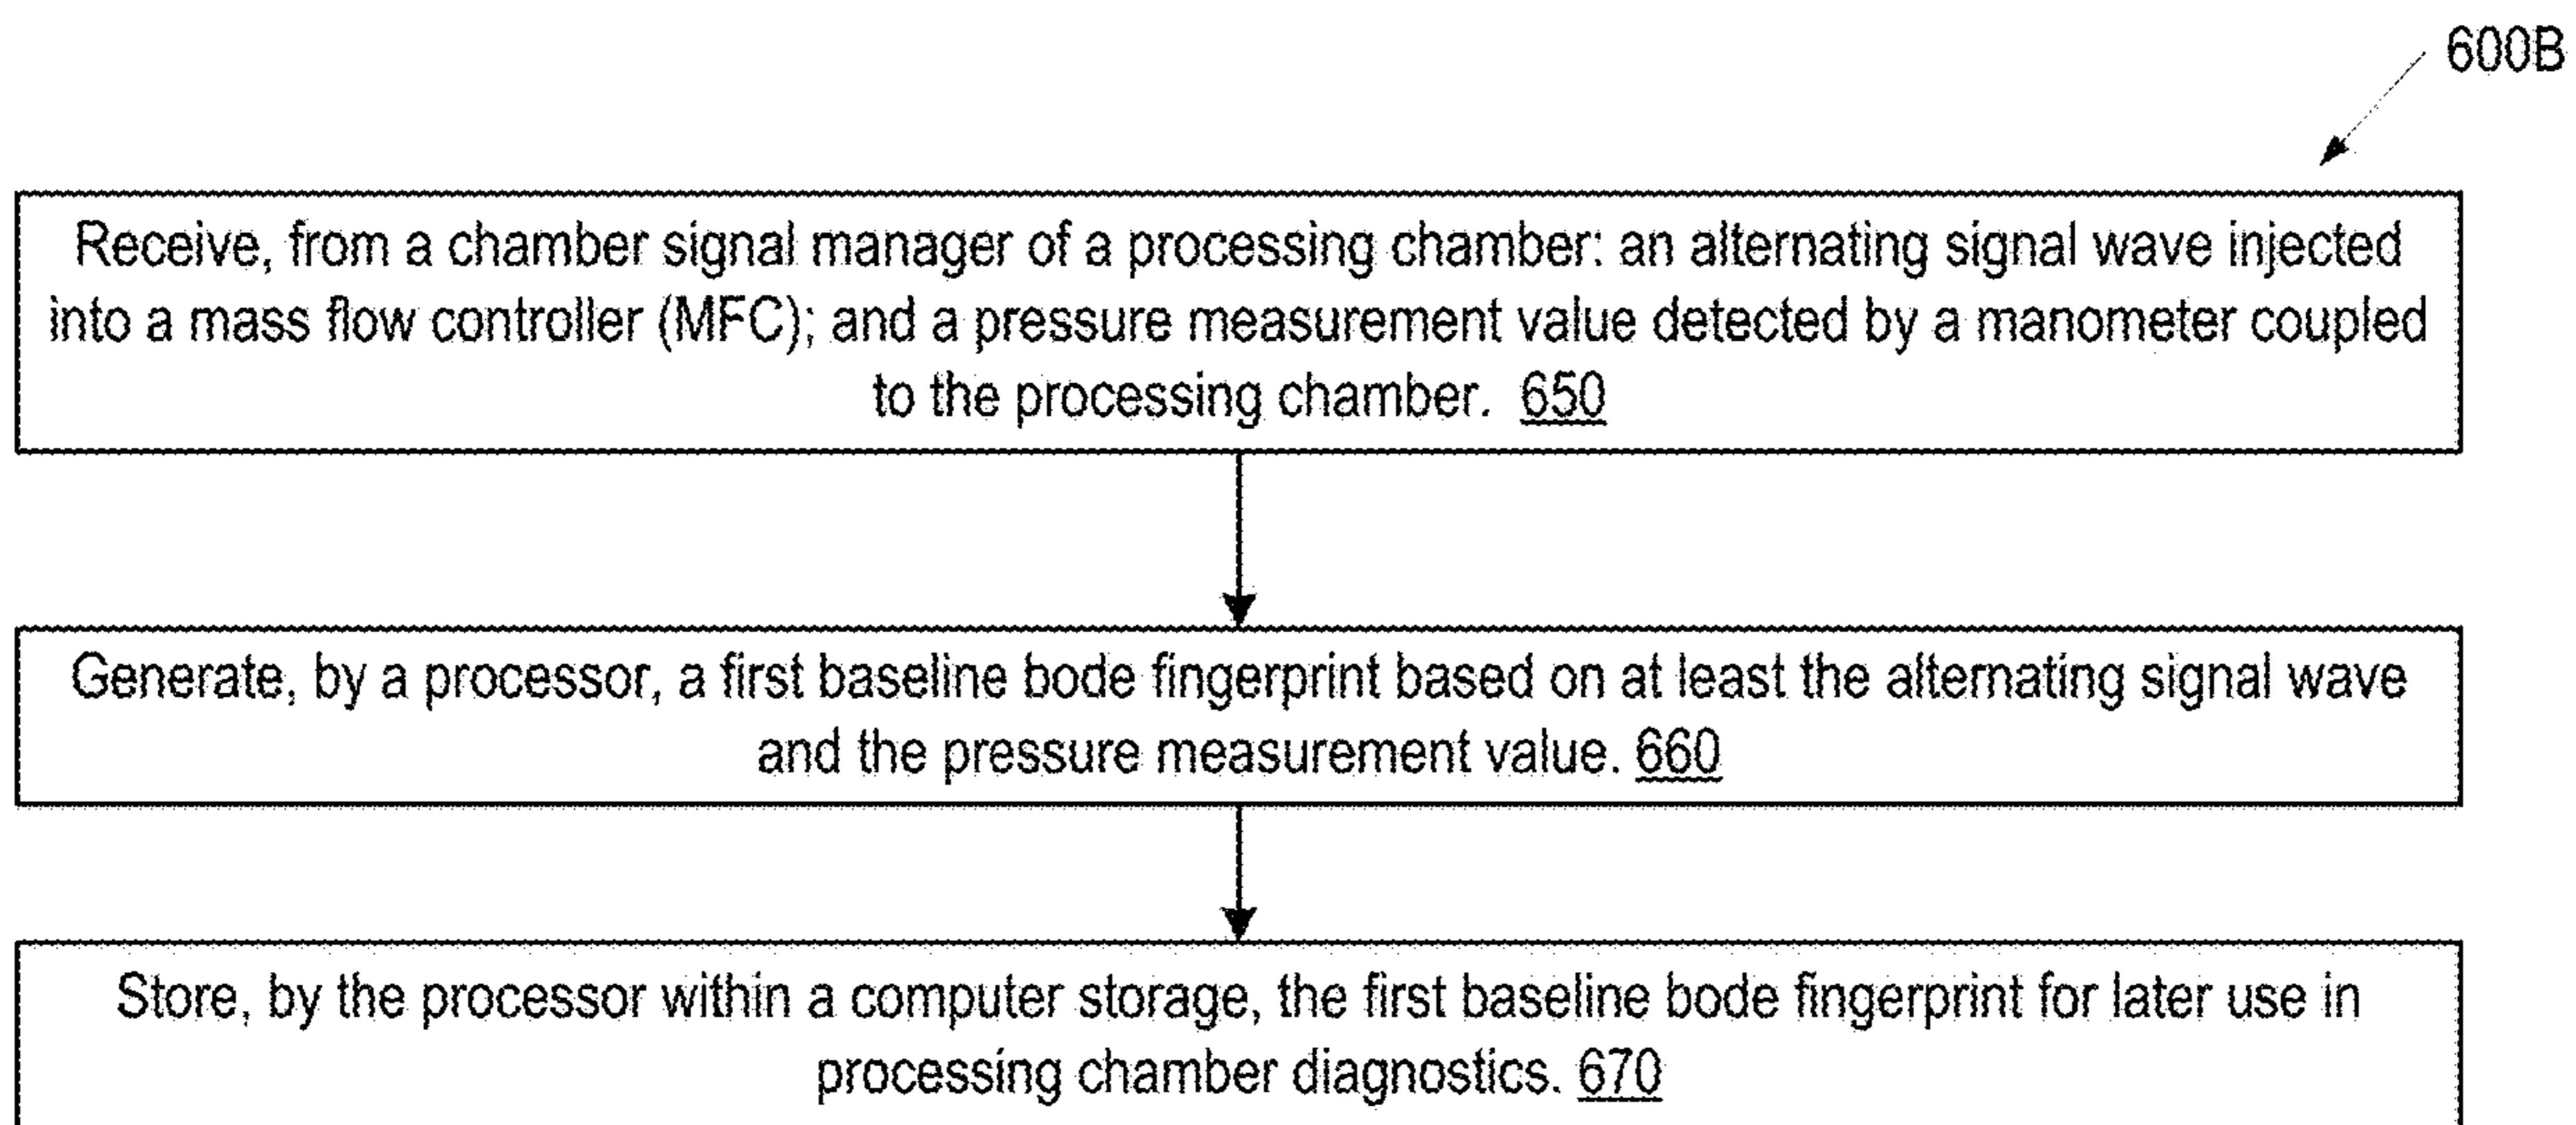 600B
Receive, from a chamber signal manager of a processing chamber: an alternating signal wave injected
into a mass flow controller (MFC); and a pressure measurement value detected by a manometer coupled
to the processing chamber. 650
Generate, by a processor, a first baseline bode fingerprint based on at least the alternating signal wave
and the pressure measurement value. 660
Store, by the processor within a computer storage, the first baseline bode fingerprint for later use in
processing chamber diagnostics. 670